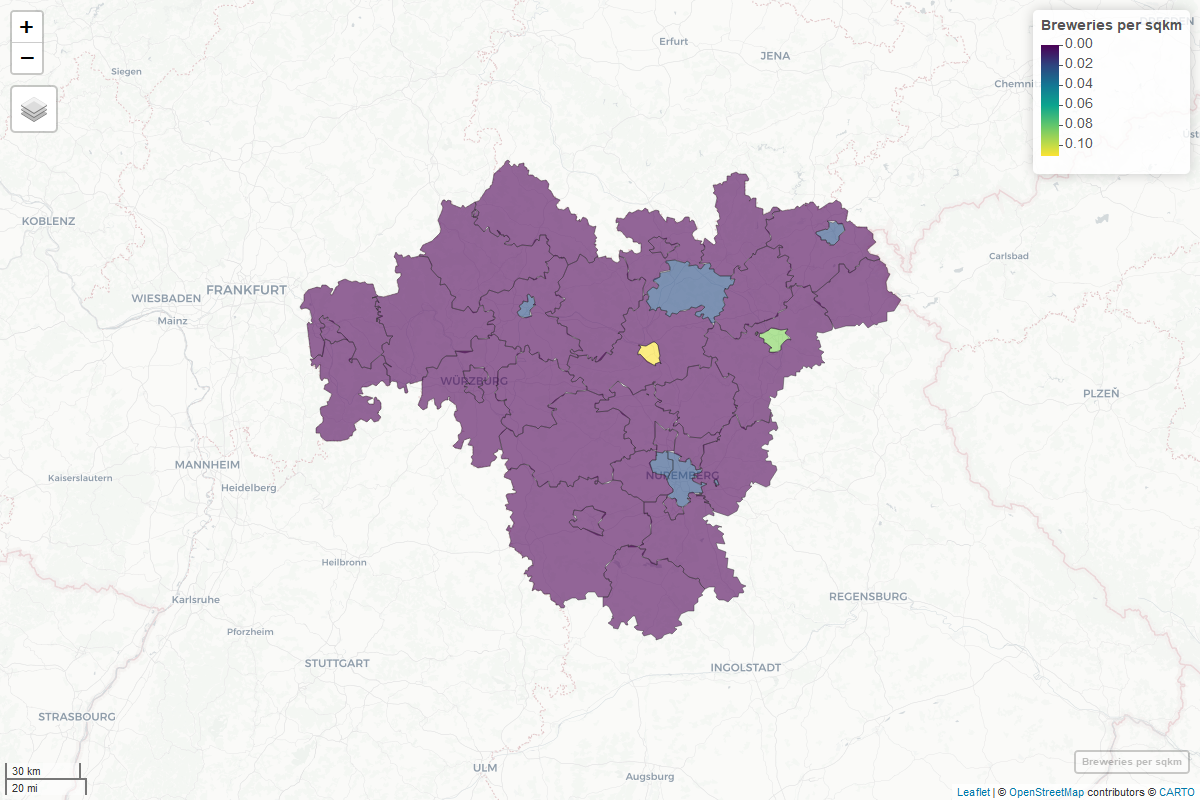 +
−
Breweries per sqkm
0.00
0.02
0.04
0.06
0.08
0.10
Erfurt
JENA
Siegen
KOBLENZ
Carlsbad
FRANKFURT
WIESBADEN
Mainz
WÜRZBURG
PLZEŇ
MANNHEIM
Kaiserslautern
Heidelberg
NUREMBERG
Heilbronn
Karlsruhe
REGENSBURG
Pforzheim
STUTTGART
INGOLSTADT
STRASBOURG
ULM
Augsburg
Breweries per sqkm
30 km
20 mi
Leaflet | © OpenStreetMap contributors © CARTO